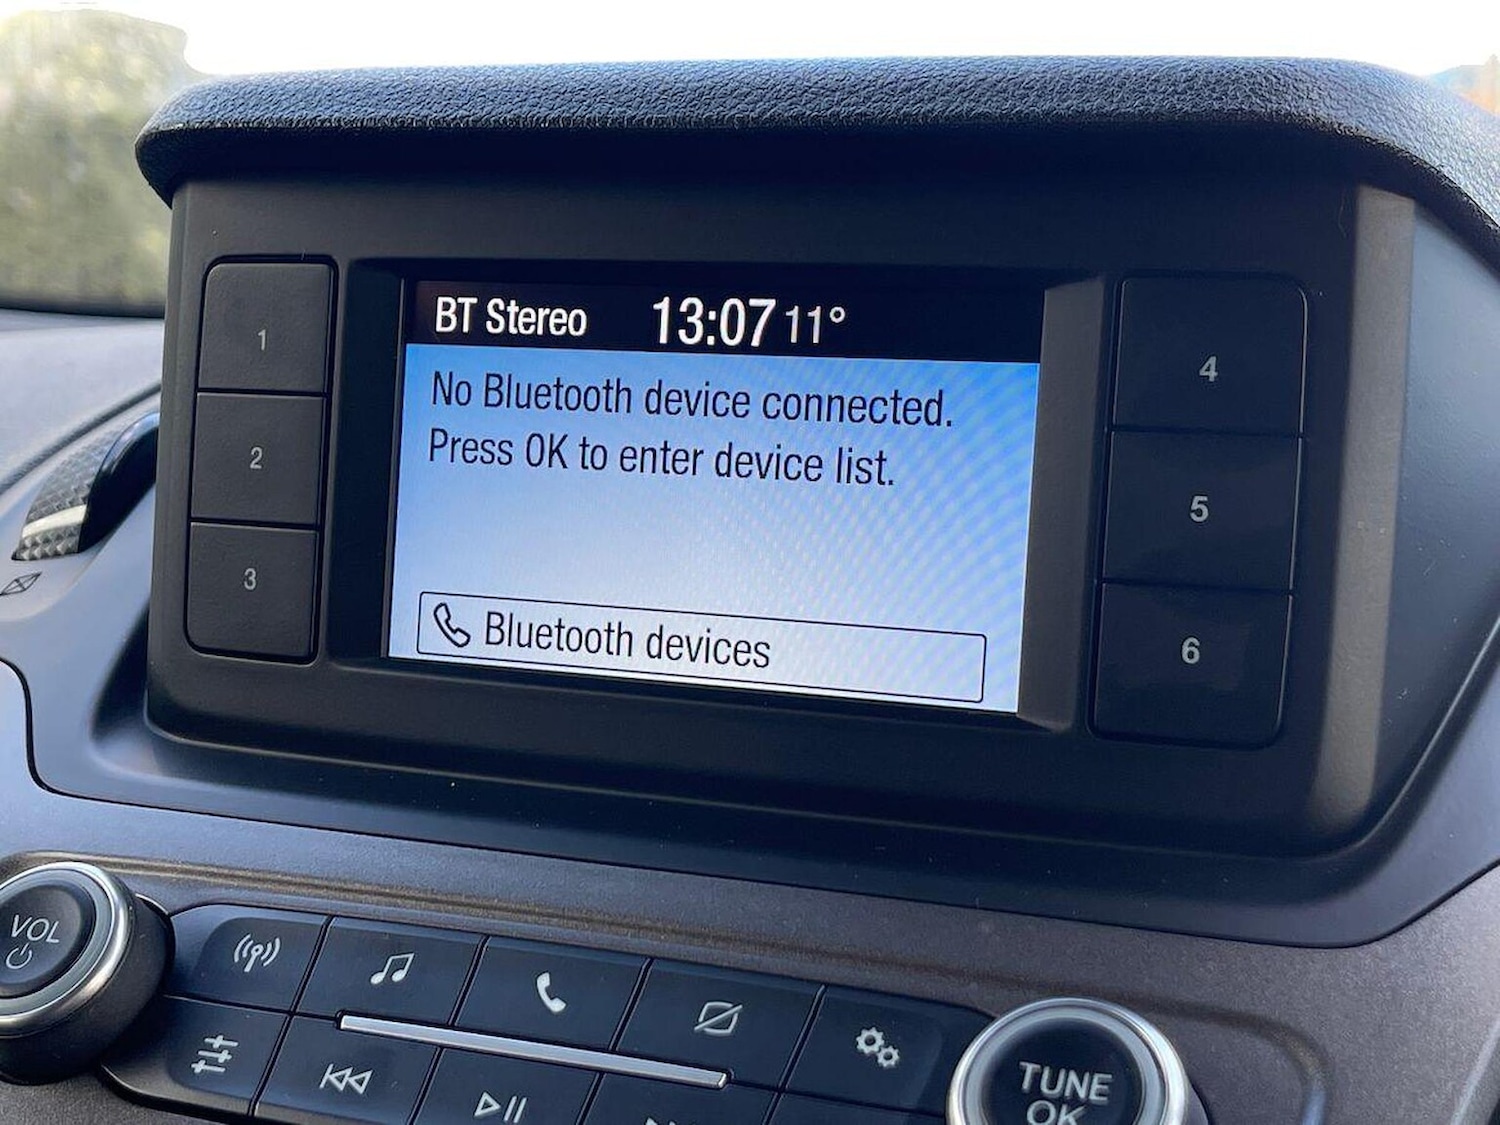 BT Stereo 13:07 11°
No Bluetooth device connected.
Press OK to enter device list.
Bluetooth devices
1
2
3
4
5
6
VOL
TUNE
OK